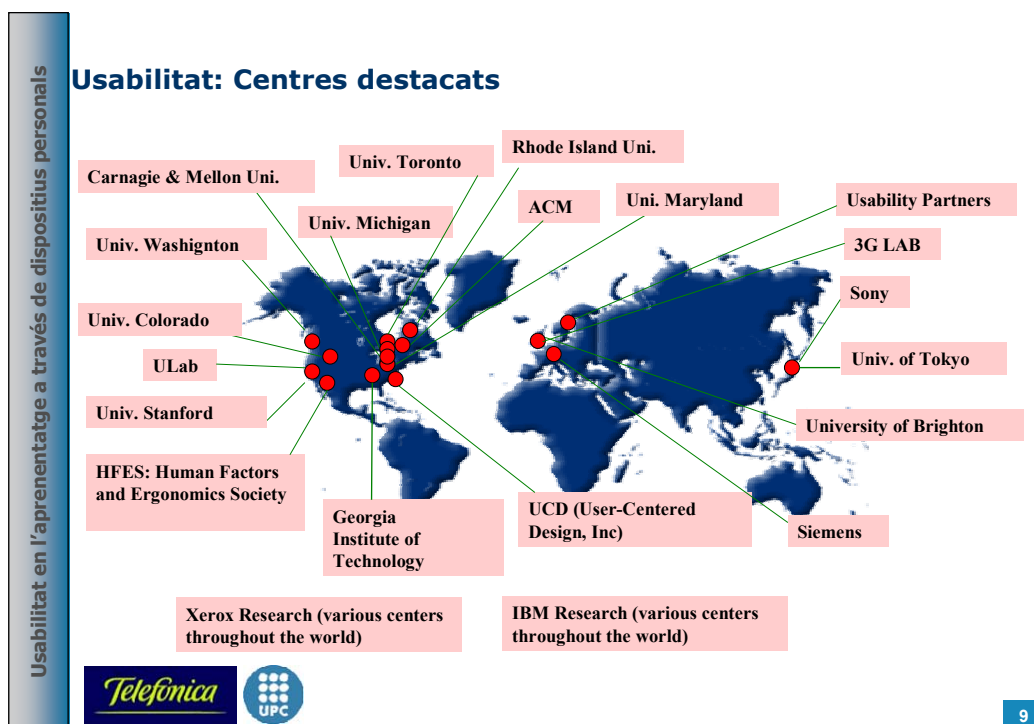 Usabilitat en l'aprenentatge a través de dispositius personals
Usabilitat: Centres destacats
Rhode Island Uni.
Univ. Toronto
Carnagie & Mellon Uni.
Uni. Maryland
Usability Partners
ACM
Univ. Michigan
Univ. Washignton
3G LAB
Sony
Univ. Colorado
ULab
Univ. of Tokyo
Univ. Stanford
University of Brighton
HFES: Human Factors
and Ergonomics Society
UCD (User-Centered
Design, Inc)
Georgia
Institute of
Technology
Siemens
Xerox Research (various centers
throughout the world)
IBM Research (various centers
throughout the world)
Telefónica
UPC
9